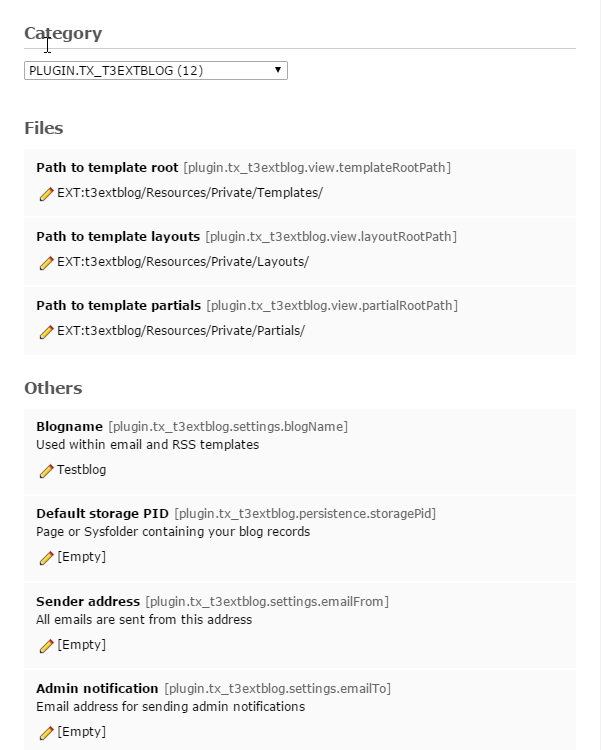 Category
PLUGIN.TX_T3EXTBLOG (12)
Files
Path to template root [plugin.tx_t3extblog.view.templateRootPath]
EXT:t3extblog/Resources/Private/Templates/
Path to template layouts [plugin.tx_t3extblog.view.layoutRootPath]
EXT:t3extblog/Resources/Private/Layouts/
Path to template partials [plugin.tx_t3extblog.view.partialRootPath]
EXT:t3extblog/Resources/Private/Partials/
Others
Blogname [plugin.tx_t3extblog.settings.blogName]
Used within email and RSS templates
Testblog
Default storage PID [plugin.tx_t3extblog.persistence.storagePid]
Page or Sysfolder containing your blog records
[Empty]
Sender address [plugin.tx_t3extblog.settings.emailFrom]
All emails are sent from this address
[Empty]
Admin notification [plugin.tx_t3extblog.settings.emailTo]
Email address for sending admin notifications
[Empty]